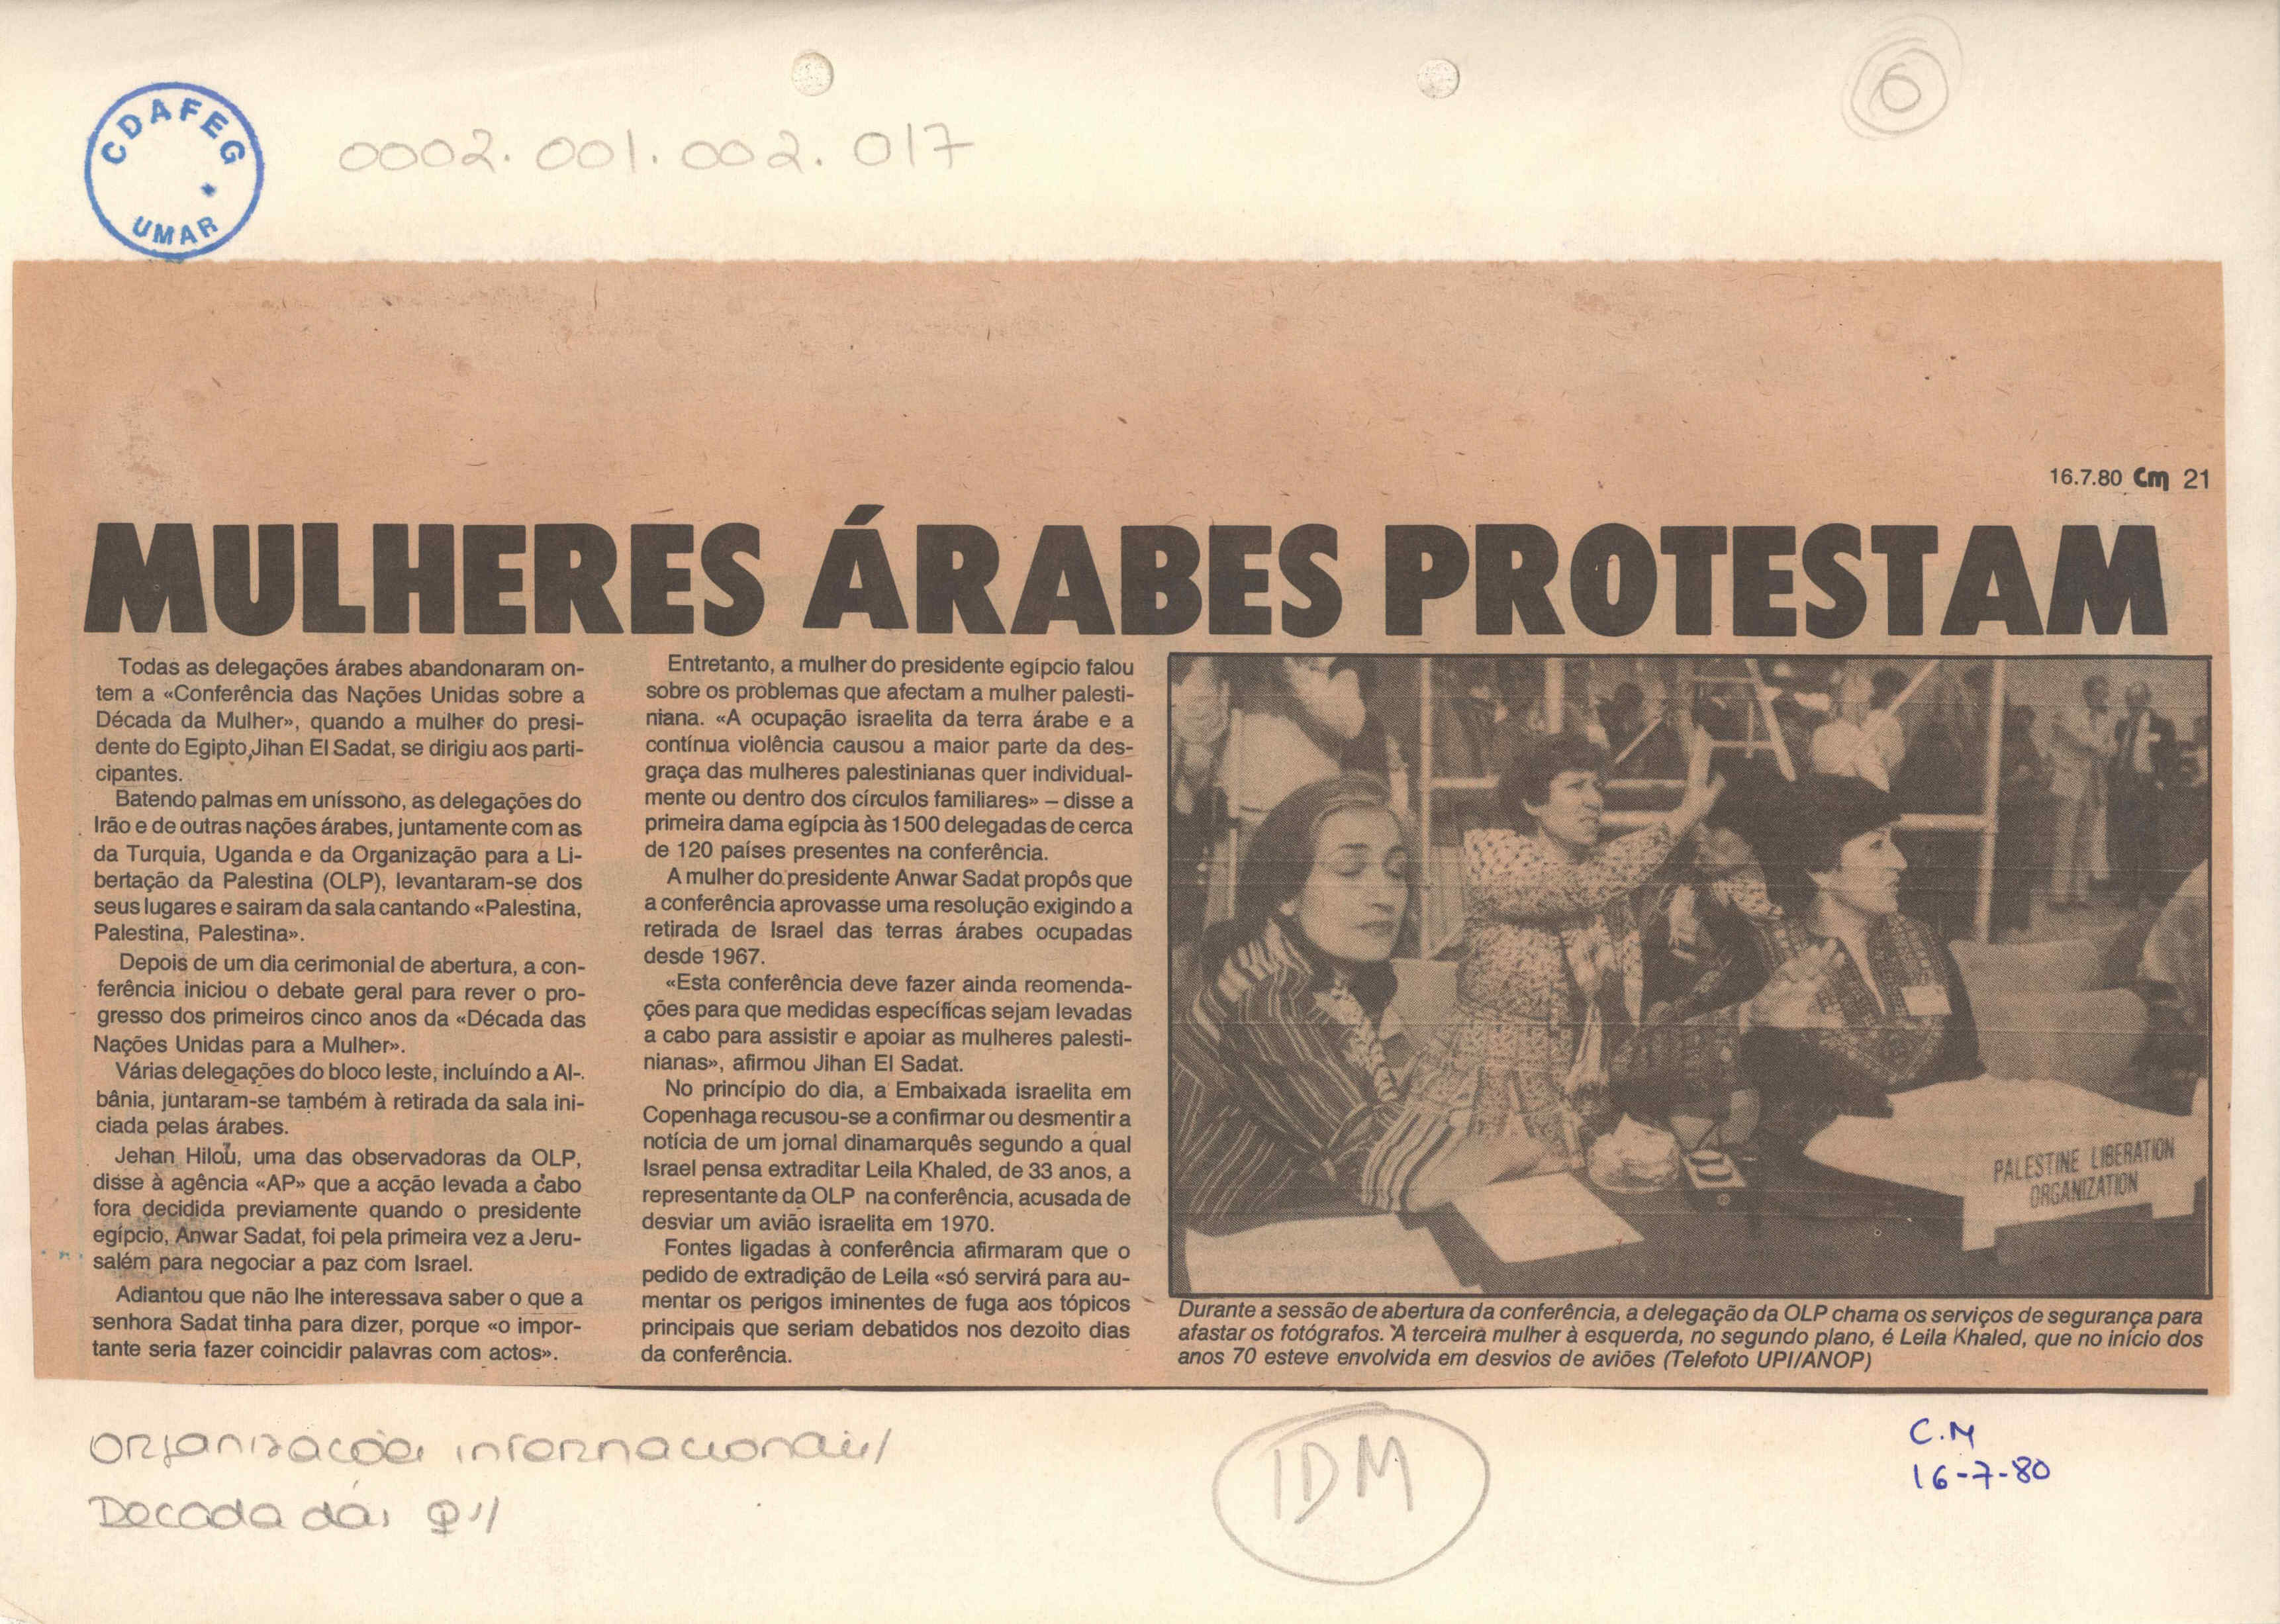 CDAFEG
UMAR
0002.001.002.017
6
16.7.80 Cm 21
MULHERES ÁRABES PROTESTAM
Todas as delegações árabes abandonaram on-
tem a «Conferência das Nações Unidas sobre a
Década da Mulher», quando a mulher do presi-
dente do Egipto, Jihan El Sadat, se dirigiu aos parti-
cipantes.
Batendo palmas em uníssono, as delegações do
Irão e de outras nações árabes, juntamente com as
da Turquia, Uganda e da Organização para a Li-
bertação da Palestina (OLP), levantaram-se dos
seus lugares e sairam da sala cantando «Palestina,
Palestina, Palestina».
Depois de um dia cerimonial de abertura, a con-
ferência iniciou o debate geral para rever o pro-
gresso dos primeiros cinco anos da «Década das
Nações Unidas para a Mulher».
Várias delegações do bloco leste, incluíndo a Al-
bânia, juntaram-se também à retirada da sala ini-
ciada pelas árabes.
Jehan Hilou, uma das observadoras da OLP,
disse à agência «AP» que a acção levada a cabo
fora decidida previamente quando o presidente
egípcio, Anwar Sadat, foi pela primeira vez a Jeru-
salém para negociar a paz com Israel.
Adiantou que não lhe interessava saber o que a
senhora Sadat tinha para dizer, porque «o impor-
tante seria fazer coincidir palavras com actos».
Entretanto, a mulher do presidente egípcio falou
sobre os problemas que afectam a mulher palesti-
niana. «A ocupação israelita da terra árabe e a
contínua violência causou a maior parte da des-
graça das mulheres palestinianas quer individual-
mente ou dentro dos círculos familiares» – disse a
primeira dama egípcia às 1500 delegadas de cerca
de 120 países presentes na conferência.
A mulher do presidente Anwar Sadat propôs que
a conferência aprovasse uma resolução exigindo a
retirada de Israel das terras árabes ocupadas
desde 1967.
«Esta conferência deve fazer ainda reomenda-
ções para que medidas específicas sejam levadas
a cabo para assistir e apoiar as mulheres palesti-
nianas», afirmou Jihan El Sadat.
No princípio do dia, a Embaixada israelita em
Copenhaga recusou-se a confirmar ou desmentir a
notícia de um jornal dinamarquês segundo a qual
Israel pensa extraditar Leila Khaled, de 33 anos, a
representante da OLP na conferência, acusada de
desviar um avião israelita em 1970.
Fontes ligadas à conferência afirmaram que o
pedido de extradição de Leila «só servirá para au-
mentar os perigos iminentes de fuga aos tópicos
principais que seriam debatidos nos dezoito dias
da conferência.
PALESTINE LIBERATION
ORGANIZATION
Durante a sessão de abertura da conferência, a delegação da OLP chama os serviços de segurança para
afastar os fotógrafos. A terceira mulher à esquerda, no segundo plano, é Leila Khaled, que no início dos
anos 70 esteve envolvida em desvios de aviões (Telefoto UPI/ANOP)
Organizações internacionais/
Decada das ♀//
IDM
C.M
16-7-80